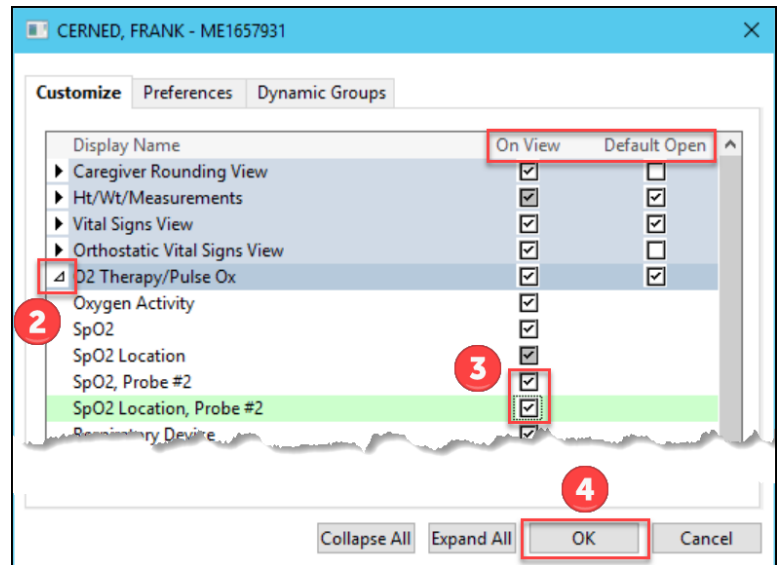 CERNED, FRANK - ME1657931
Customize Preferences Dynamic Groups
Display Name On View Default Open
Caregiver Rounding View
Ht/Wt/Measurements
Vital Signs View
Orthostatic Vital Signs View
O2 Therapy/Pulse Ox
Oxygen Activity
2
SpO2
SpO2 Location
3
SpO2, Probe #2
SpO2 Location, Probe #2
Respiratory Device
4
Collapse All Expand All OK Cancel